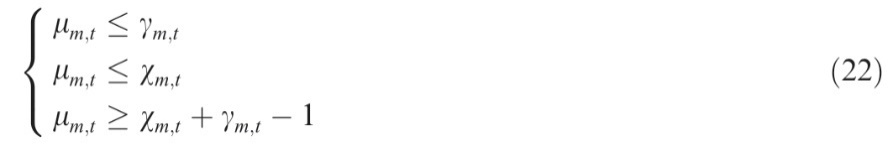 μ_{m,t} ≤ γ_{m,t}
μ_{m,t} ≤ χ_{m,t}
μ_{m,t} ≥ χ_{m,t} + γ_{m,t} − 1
(22)